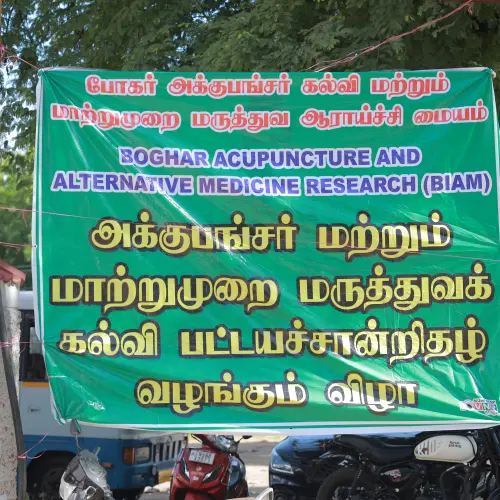 போகர் அக்குபங்சர் கல்வி மற்றும்
மாற்றுமுறை மருத்துவ ஆராய்ச்சி மையம்
BOGHAR ACUPUNCTURE AND
ALTERNATIVE MEDICINE RESEARCH (BIAM)
அக்குபங்சர் மற்றும்
மாற்றுமுறை மருத்துவக்
கல்வி பட்டயச்சான்றிதழ்
வழங்கும் விழா